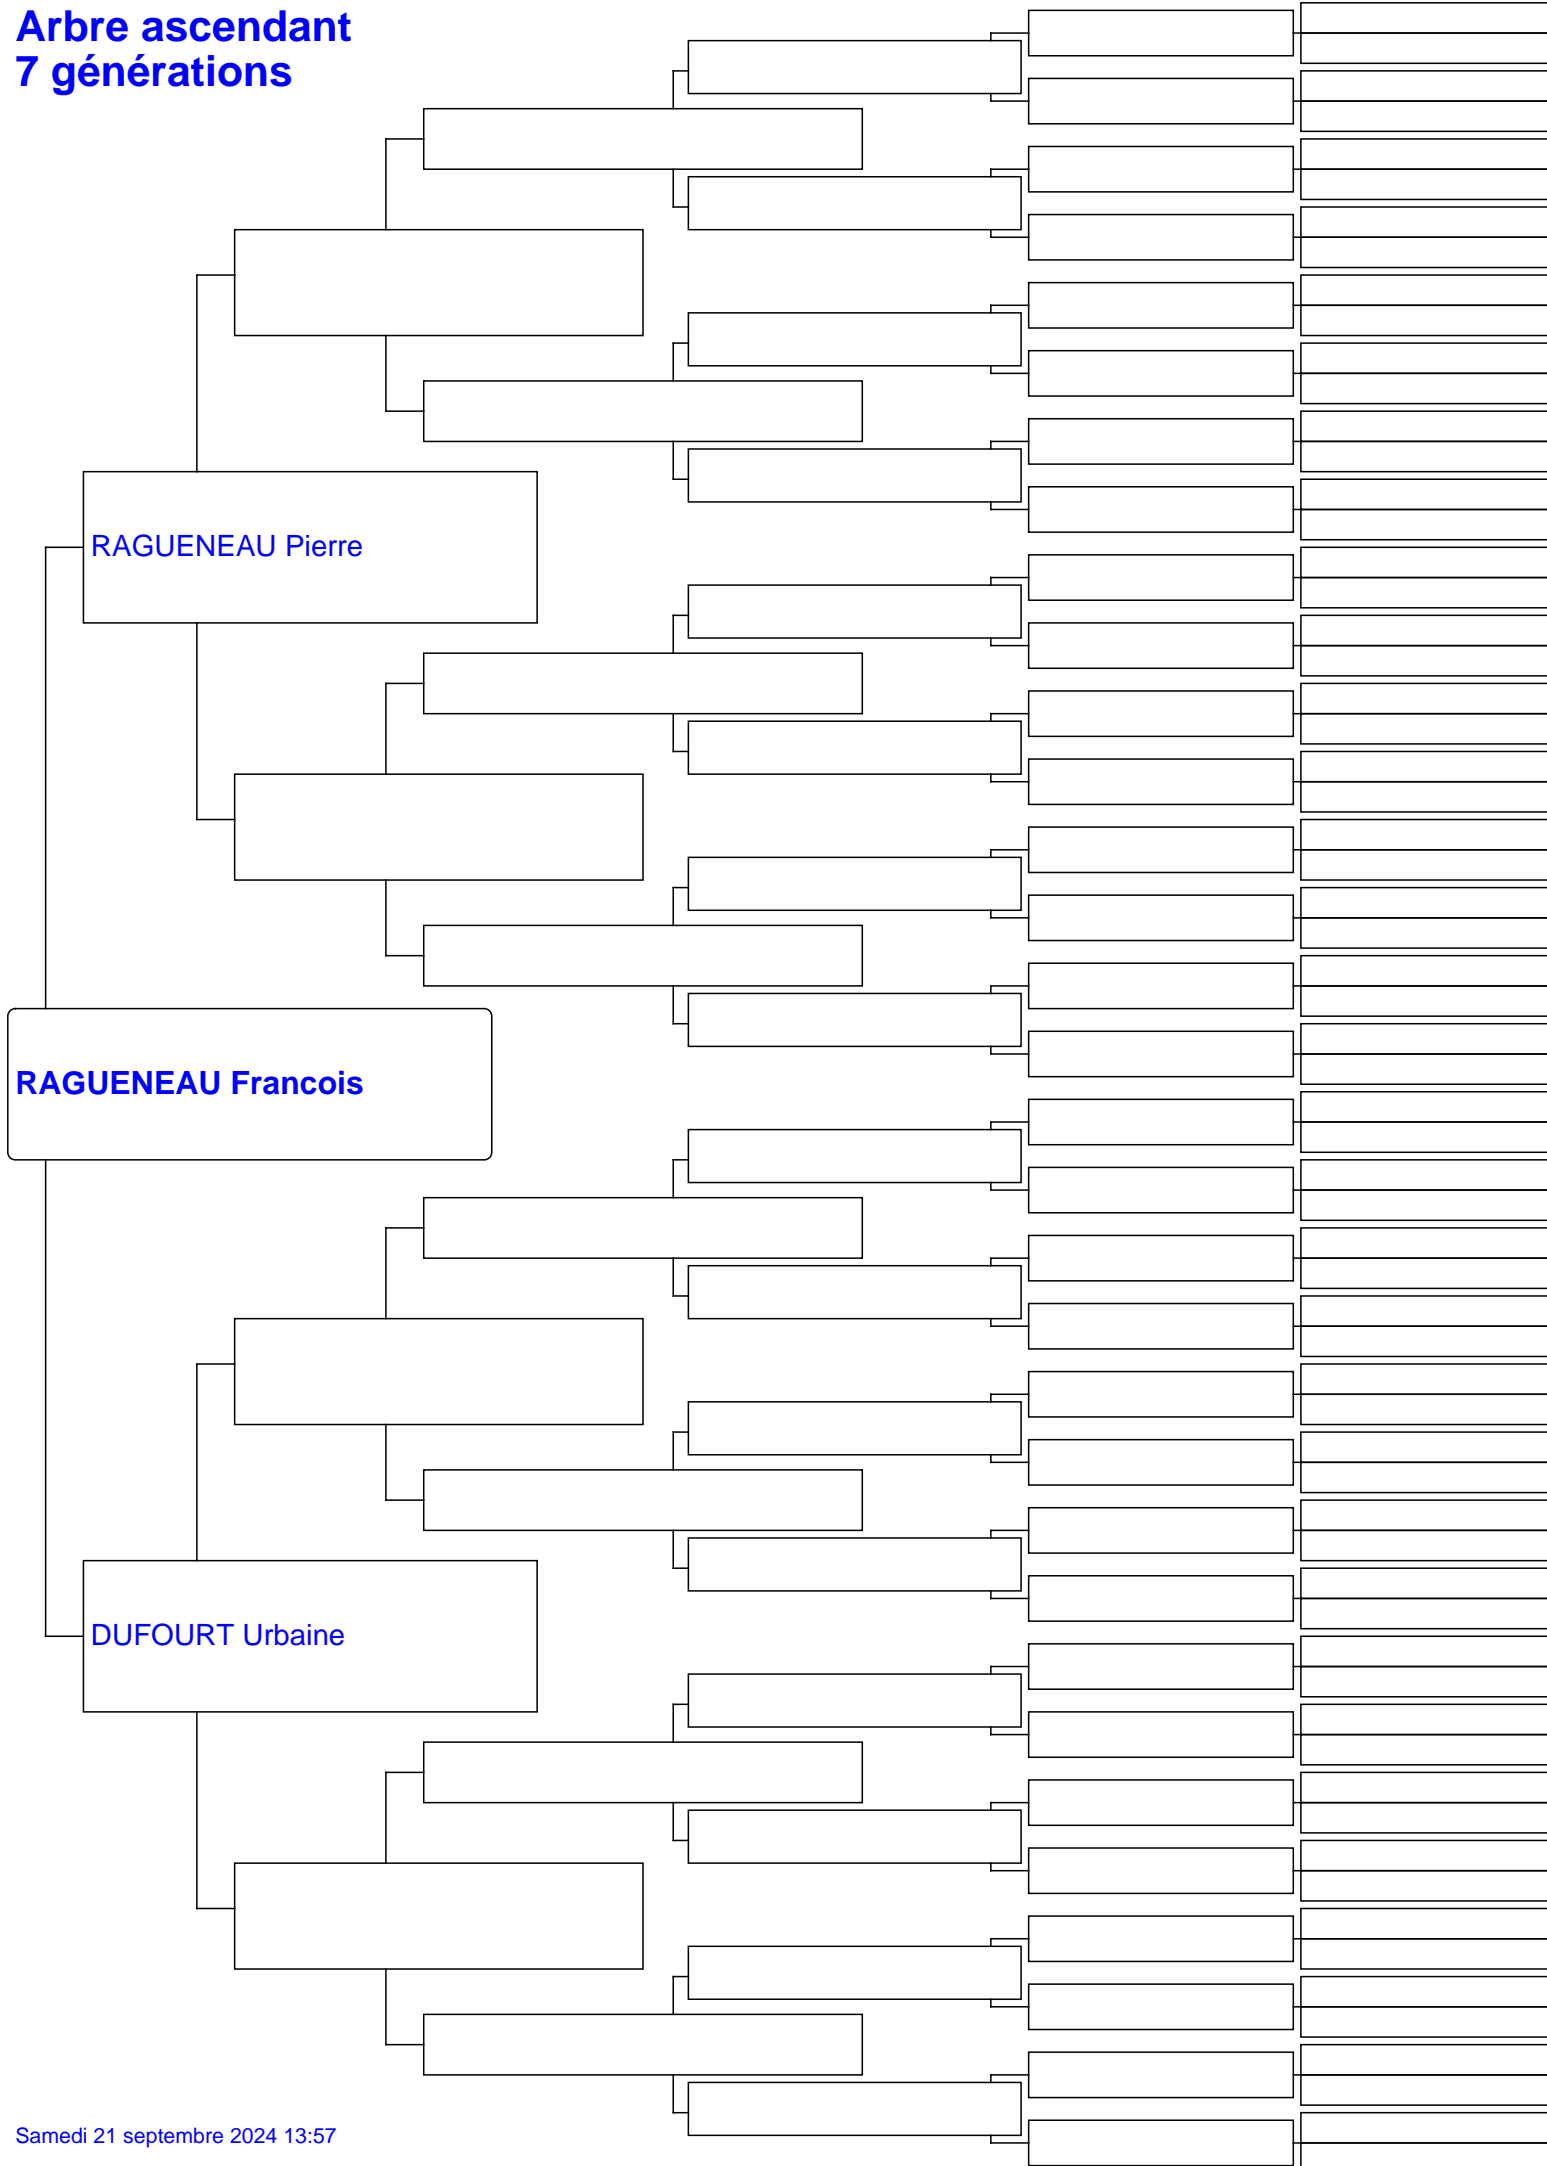 Arbre ascendant
7 générations
RAGUENEAU Pierre
RAGUENEAU Francois
DUFOURT Urbaine
Samedi 21 septembre 2024 13:57